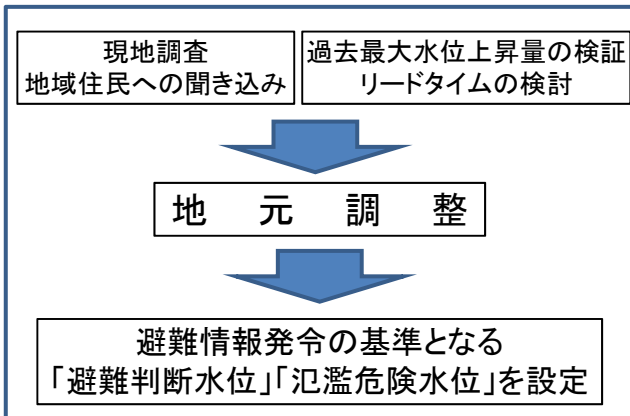 現地調査
地域住民への聞き込み
過去最大水位上昇量の検証
リードタイムの検討
地　元　調　整
避難情報発令の基準となる
「避難判断水位」「氾濫危険水位」を設定